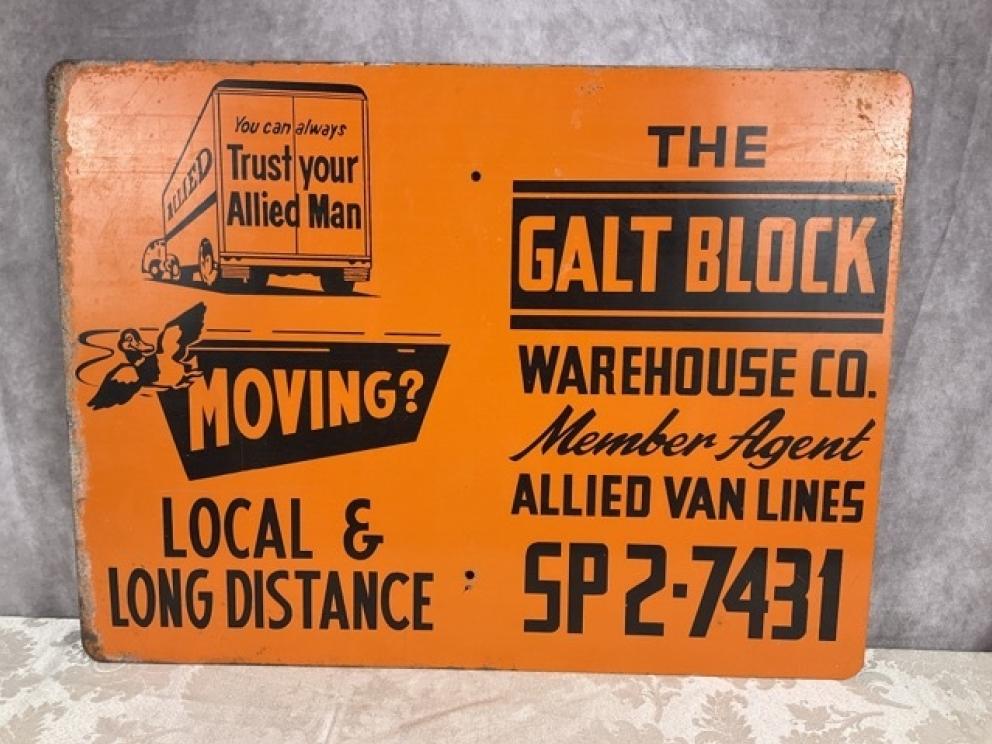 You can always
Trust your
Allied Man
ALLIED
MOVING?
LOCAL &
LONG DISTANCE
THE
GALT BLOCK
WAREHOUSE CO.
Member Agent
ALLIED VAN LINES
SP 2-7431